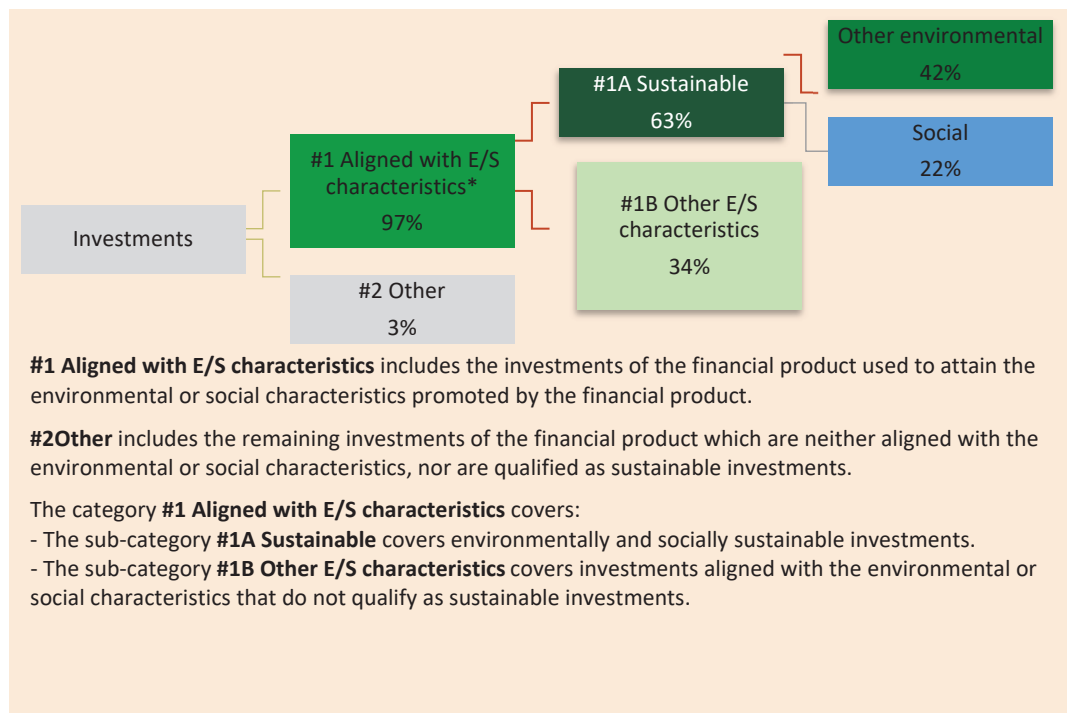 Other environmental
42%
#1A Sustainable
63%
Social
22%
#1 Aligned with E/S
characteristics*
97%
#1B Other E/S
characteristics
34%
Investments
#2 Other
3%
#1 Aligned with E/S characteristics includes the investments of the financial product used to attain the
environmental or social characteristics promoted by the financial product.
#2Other includes the remaining investments of the financial product which are neither aligned with the
environmental or social characteristics, nor are qualified as sustainable investments.
The category #1 Aligned with E/S characteristics covers:
- The sub-category #1A Sustainable covers environmentally and socially sustainable investments.
- The sub-category #1B Other E/S characteristics covers investments aligned with the environmental or
social characteristics that do not qualify as sustainable investments.